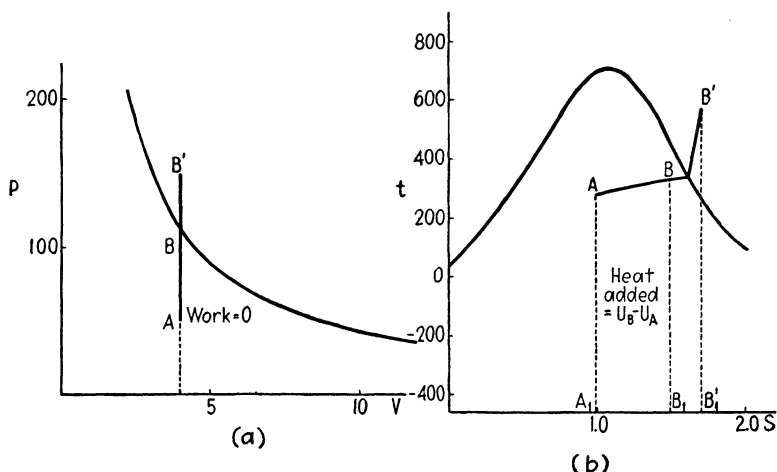 200
p
100
B'
B
A
Work=0
5
10
V
(a)
800
600
400
t
200
0
-200
-400
A
B
B'
Heat
added
= U_B-U_A
A₁
B₁
B'₁
1.0
2.0 S
(b)